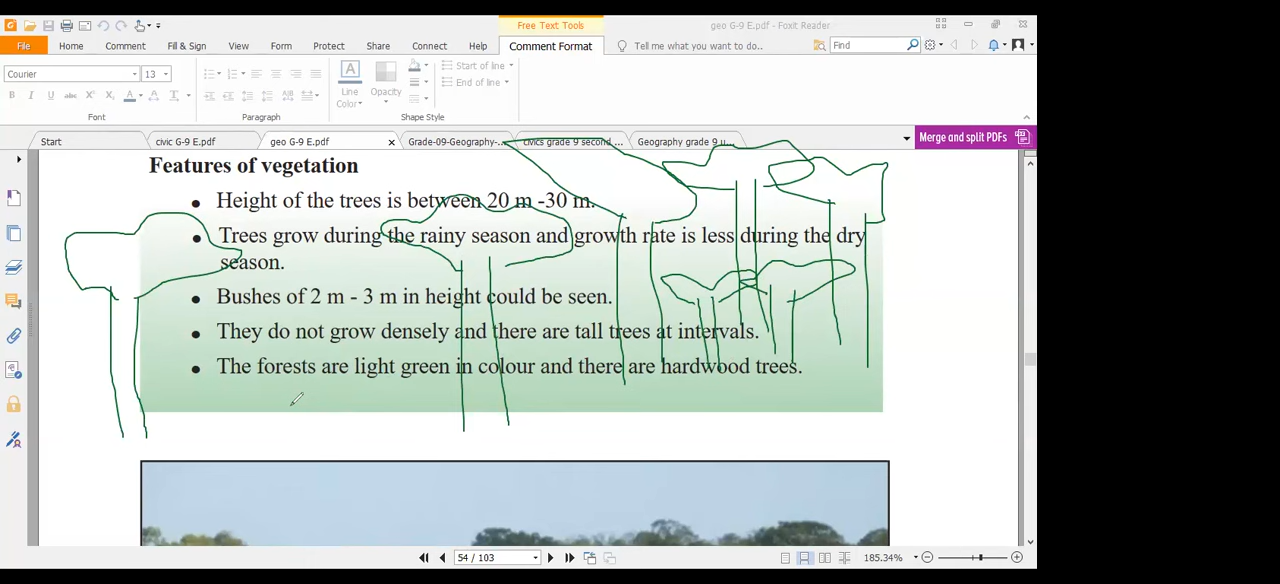 Free Text Tools
geo G-9 E.pdf - Foxit Reader
File Home Comment Fill & Sign View Form Protect Share Connect Help Comment Format Tell me what you want to do.. Find
Courier 13
Line Color Opacity
Start of line
End of line
B I U abc X² X₂ A
Font Paragraph Shape Style
Start civic G-9 E.pdf geo G-9 E.pdf Grade-09-Geography-... civics grade 9 second ... Geography grade 9 u... Merge and split PDFs
Features of vegetation
• Height of the trees is between 20 m -30 m.
• Trees grow during the rainy season and growth rate is less during the dry
season.
• Bushes of 2 m - 3 m in height could be seen.
• They do not grow densely and there are tall trees at intervals.
• The forests are light green in colour and there are hardwood trees.
54 / 103 185.34%